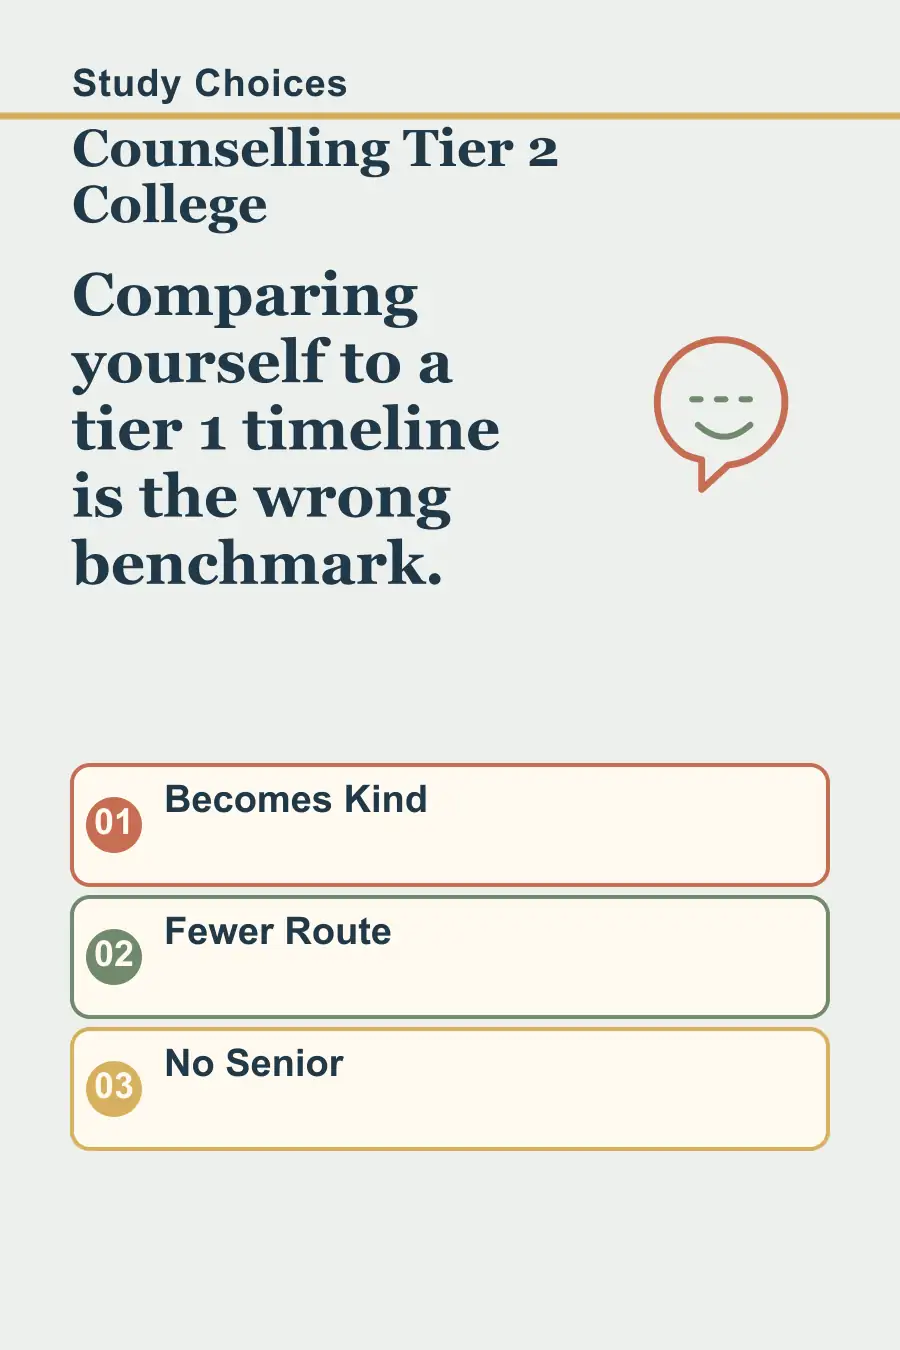 Study Choices
Counselling Tier 2
College
Comparing
yourself to a
tier 1 timeline
is the wrong
benchmark.
01
Becomes Kind
02
Fewer Route
03
No Senior